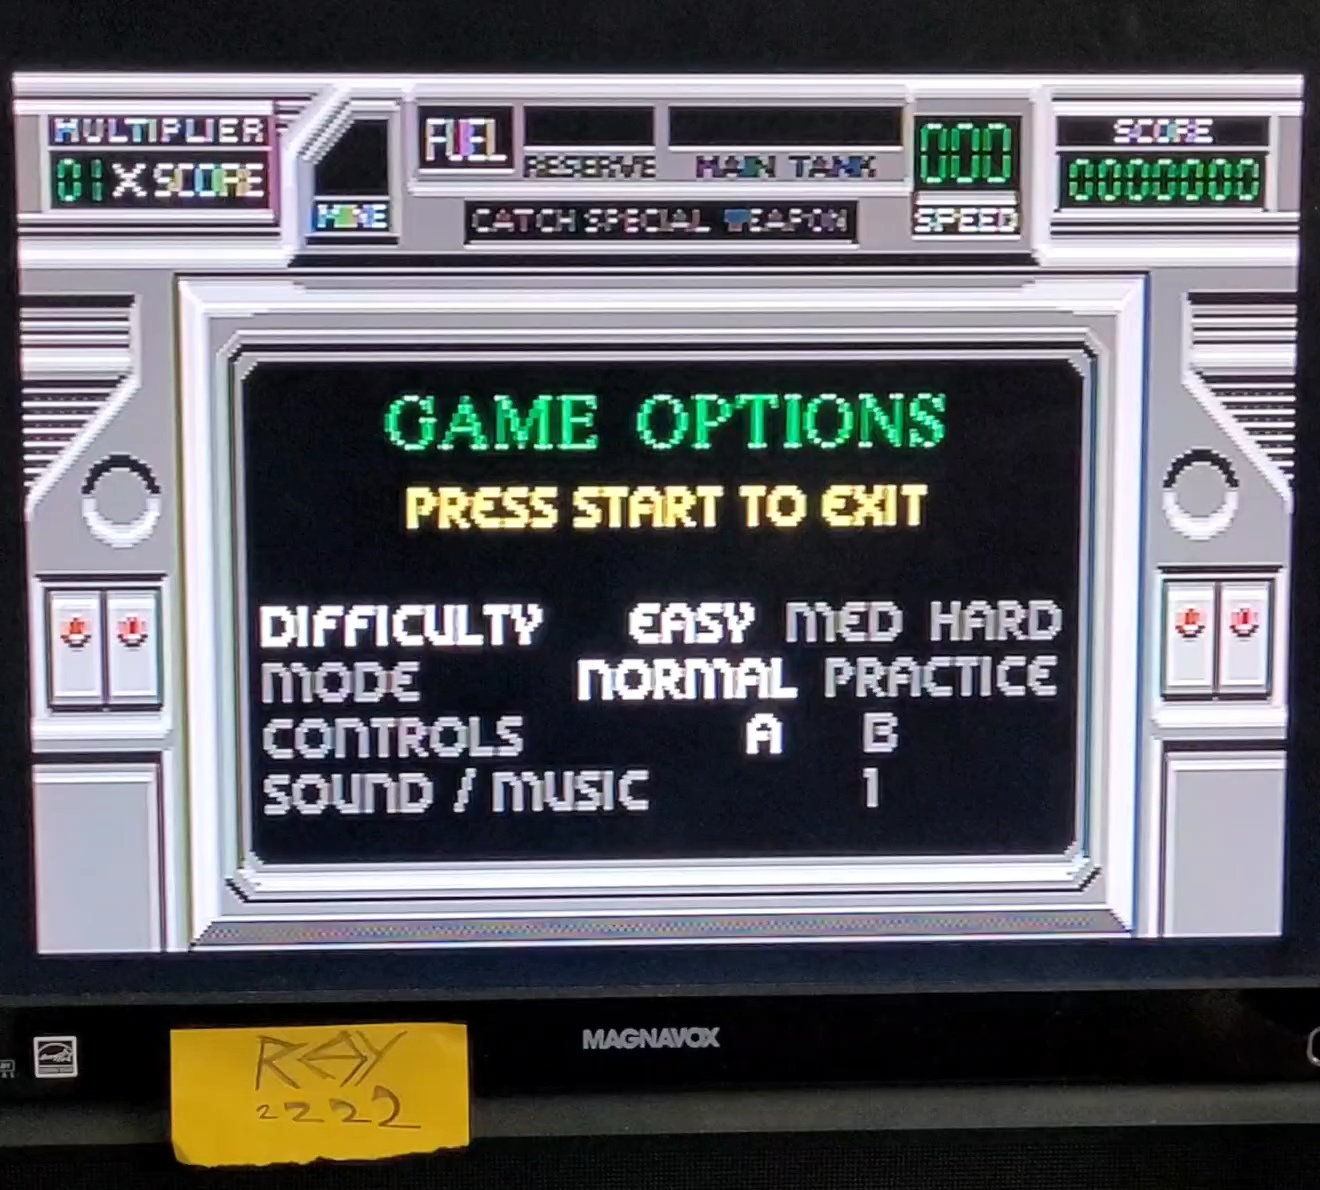 MULTIPLIER
01 X SCORE
MINE
FUEL
RESERVE MAIN TANK
CATCH SPECIAL WEAPON
000
SPEED
SCORE
0000000
GAME OPTIONS
PRESS START TO EXIT
DIFFICULTY EASY MED HARD
MODE NORMAL PRACTICE
CONTROLS A B
SOUND / MUSIC 1
MAGNAVOX
RAY
2222